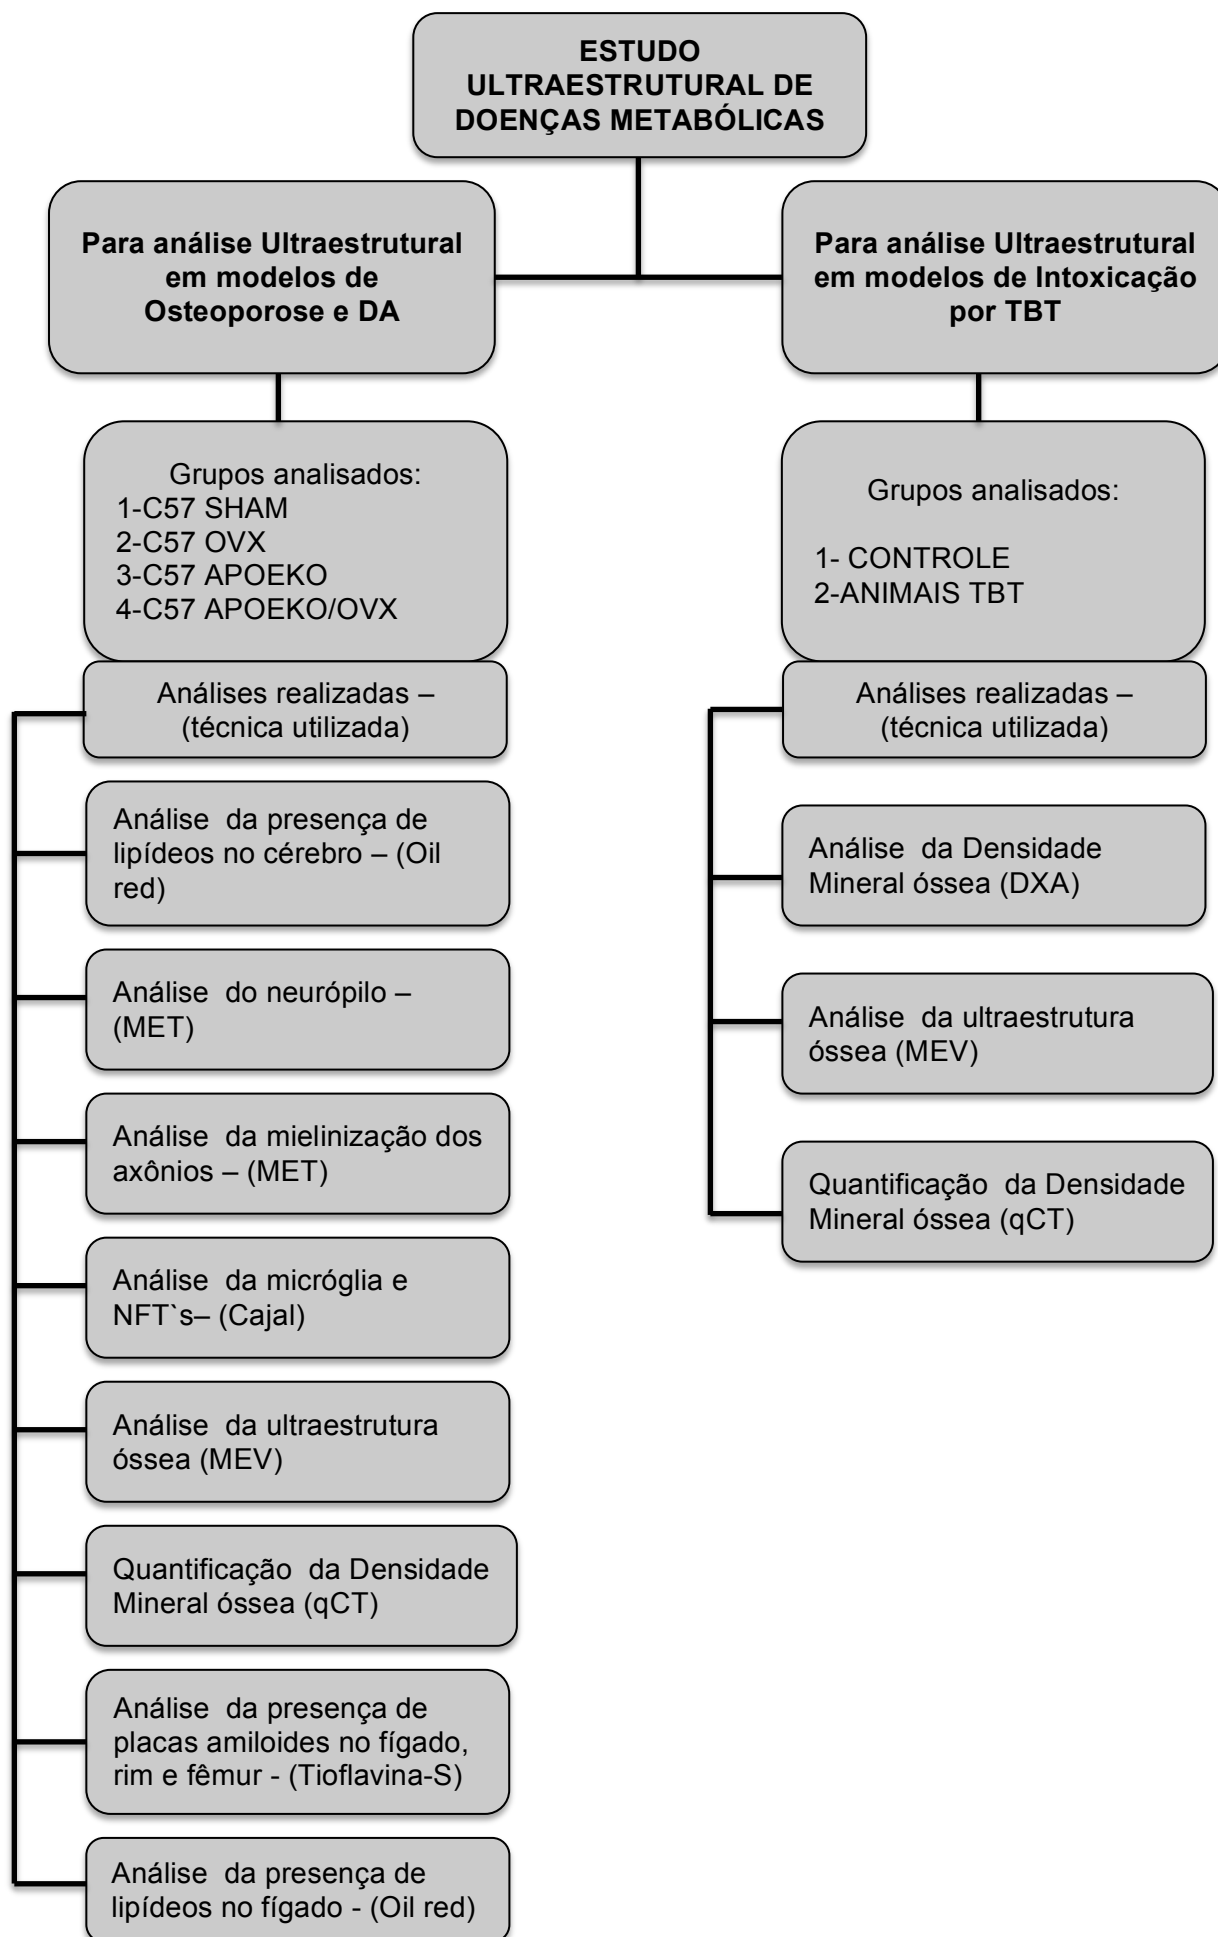 ESTUDO
ULTRAESTRUTURAL DE
DOENÇAS METABÓLICAS
Para análise Ultraestrutural
em modelos de
Osteoporose e DA
Grupos analisados:
1-C57 SHAM
2-C57 OVX
3-C57 APOEKO
4-C57 APOEKO/OVX
Análises realizadas –
(técnica utilizada)
Análise  da presença de
lipídeos no cérebro – (Oil
red)
Análise  do neurópilo –
(MET)
Análise  da mielinização dos
axônios – (MET)
Análise  da micróglia e
NFT`s– (Cajal)
Análise  da ultraestrutura
óssea (MEV)
Quantificação  da Densidade
Mineral óssea (qCT)
Análise  da presença de
placas amiloides no fígado,
rim e fêmur - (Tioflavina-S)
Análise  da presença de
lipídeos no fígado - (Oil red)
Para análise Ultraestrutural
em modelos de Intoxicação
por TBT
Grupos analisados:
1- CONTROLE
2-ANIMAIS TBT
Análises realizadas –
(técnica utilizada)
Análise  da Densidade
Mineral óssea (DXA)
Análise  da ultraestrutura
óssea (MEV)
Quantificação  da Densidade
Mineral óssea (qCT)